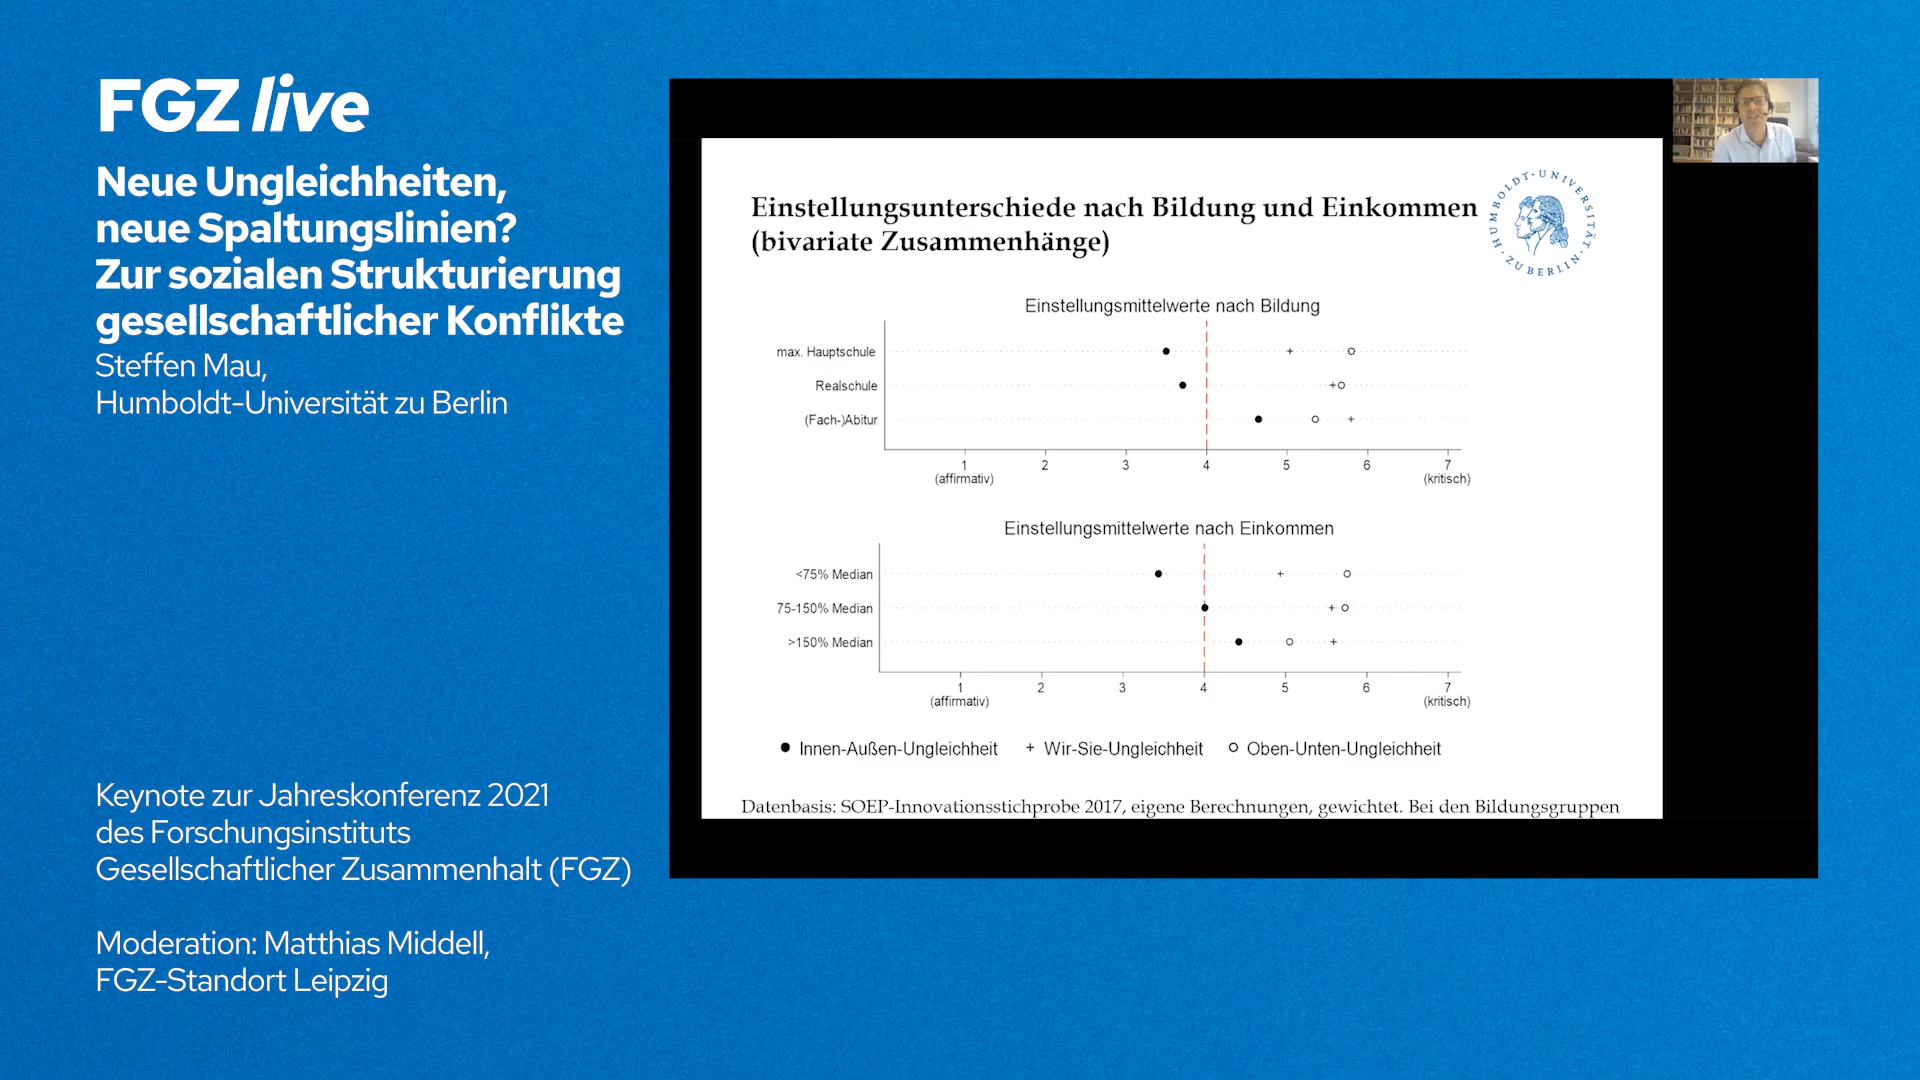 FGZ live
Neue Ungleichheiten,
neue Spaltungslinien?
Zur sozialen Strukturierung
gesellschaftlicher Konflikte
Steffen Mau,
Humboldt-Universität zu Berlin
Keynote zur Jahreskonferenz 2021
des Forschungsinstituts
Gesellschaftlicher Zusammenhalt (FGZ)
Moderation: Matthias Middell,
FGZ-Standort Leipzig
Einstellungsunterschiede nach Bildung und Einkommen
(bivariate Zusammenhänge)
HUMBOLDT-UNIVERSITÄT ZU BERLIN
Einstellungsmittelwerte nach Bildung
max. Hauptschule
Realschule
(Fach-)Abitur
1 2 3 4 5 6 7
(affirmativ) (kritisch)
Einstellungsmittelwerte nach Einkommen
<75% Median
75-150% Median
>150% Median
1 2 3 4 5 6 7
(affirmativ) (kritisch)
Innen-Außen-Ungleichheit + Wir-Sie-Ungleichheit Oben-Unten-Ungleichheit
Datenbasis: SOEP-Innovationsstichprobe 2017, eigene Berechnungen, gewichtet. Bei den Bildungsgruppen